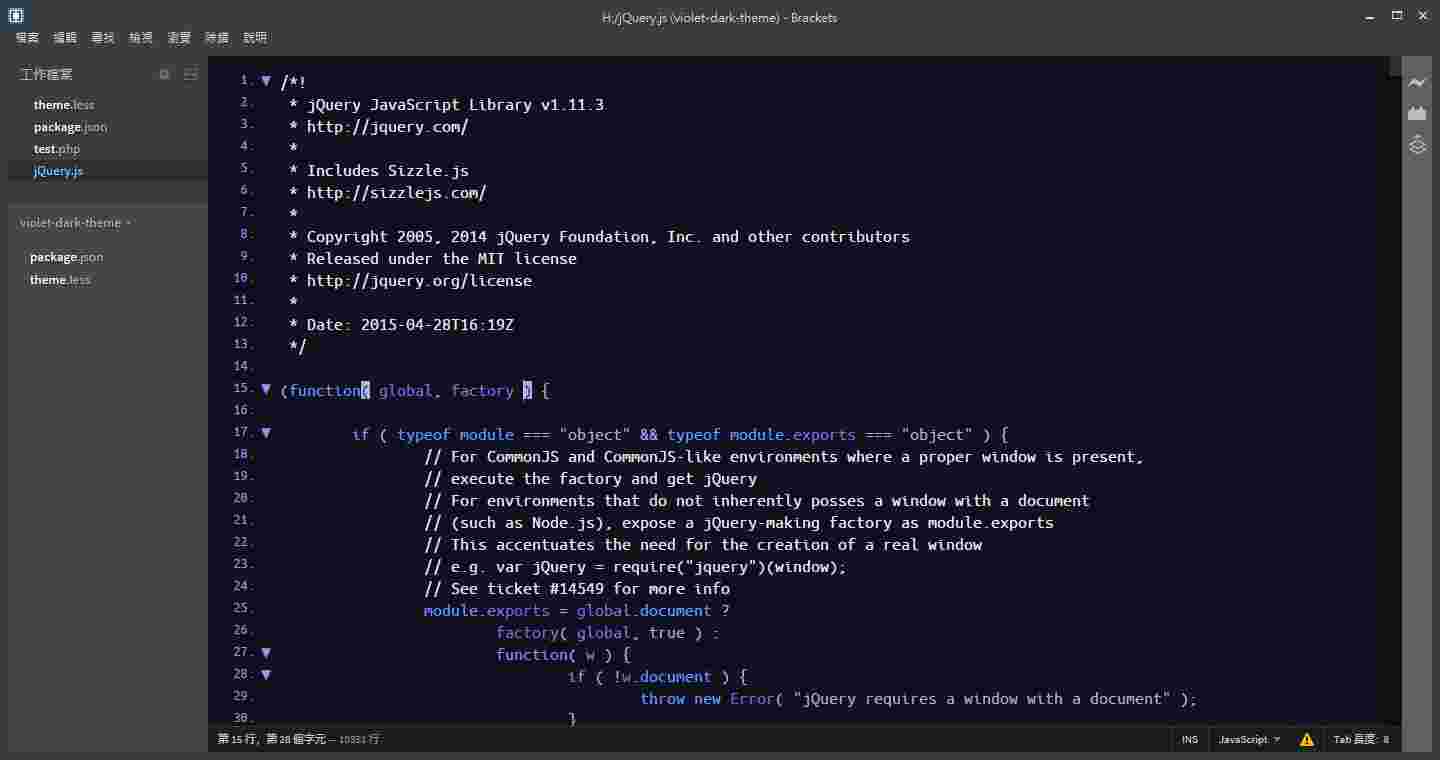 H:/jQuery.js (violet-dark-theme) - Brackets
檔案 編輯 尋找 檢視 瀏覽 除錯 說明
工作檔案
theme.less
package.json
test.php
jQuery.js
violet-dark-theme
package.json
theme.less
1. /*!
2. * jQuery JavaScript Library v1.11.3
3. * http://jquery.com/
4. *
5. * Includes Sizzle.js
6. * http://sizzlejs.com/
7. *
8. * Copyright 2005, 2014 jQuery Foundation, Inc. and other contributors
9. * Released under the MIT license
10. * http://jquery.org/license
11. *
12. * Date: 2015-04-28T16:19Z
13. */
14.
15. (function( global, factory ) {
16.
17. if ( typeof module === "object" && typeof module.exports === "object" ) {
18. // For CommonJS and CommonJS-like environments where a proper window is present,
19. // execute the factory and get jQuery
20. // For environments that do not inherently posses a window with a document
21. // (such as Node.js), expose a jQuery-making factory as module.exports
22. // This accentuates the need for the creation of a real window
23. // e.g. var jQuery = require("jquery")(window);
24. // See ticket #14549 for more info
25. module.exports = global.document ?
26. factory( global, true ) :
27. function( w ) {
28. if ( !w.document ) {
29. throw new Error( "jQuery requires a window with a document" );
30. }
第 15 行, 第 28 個字元 — 10351 行
INS JavaScript Tab 長度: 8